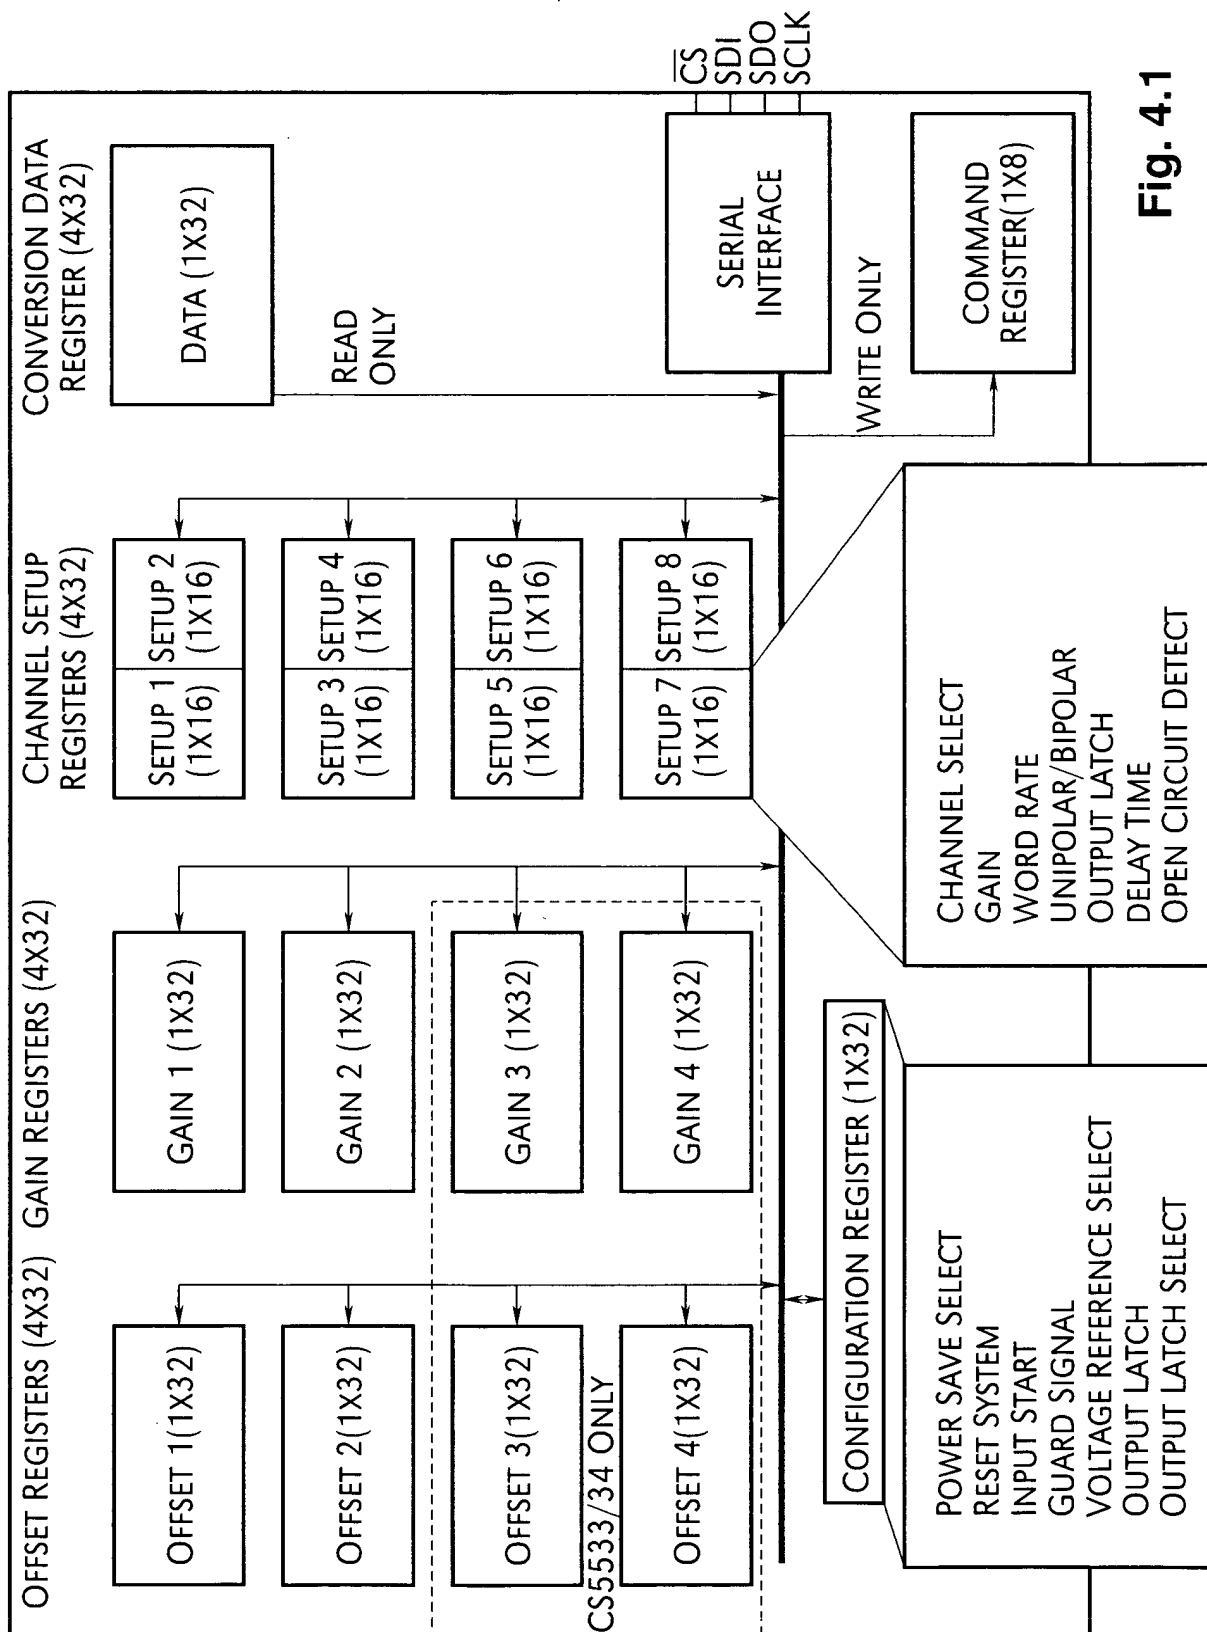 OFFSET REGISTERS (4X32)
OFFSET 1(1X32)
OFFSET 2(1X32)
OFFSET 3(1X32)
CS5533/34 ONLY
OFFSET 4(1X32)
GAIN REGISTERS (4X32)
GAIN 1 (1X32)
GAIN 2 (1X32)
GAIN 3 (1X32)
GAIN 4 (1X32)
CHANNEL SETUP
REGISTERS (4X32)
SETUP 1
(1X16)
SETUP 2
(1X16)
SETUP 3
(1X16)
SETUP 4
(1X16)
SETUP 5
(1X16)
SETUP 6
(1X16)
SETUP 7
(1X16)
SETUP 8
(1X16)
CONVERSION DATA
REGISTER (4X32)
DATA (1X32)
READ
ONLY
SERIAL
INTERFACE
CS
SDI
SDO
SCLK
WRITE ONLY
COMMAND
REGISTER(1X8)
CONFIGURATION REGISTER (1X32)
POWER SAVE SELECT
RESET SYSTEM
INPUT START
GUARD SIGNAL
VOLTAGE REFERENCE SELECT
OUTPUT LATCH
OUTPUT LATCH SELECT
CHANNEL SELECT
GAIN
WORD RATE
UNIPOLAR/BIPOLAR
OUTPUT LATCH
DELAY TIME
OPEN CIRCUIT DETECT
Fig. 4.1